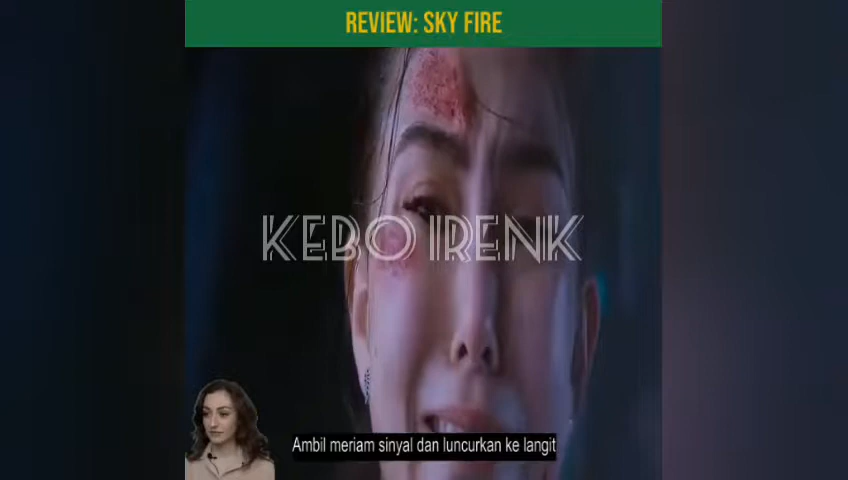 REVIEW: SKY FIRE
KEBO IRENK
Ambil meriam sinyal dan luncurkan ke langit